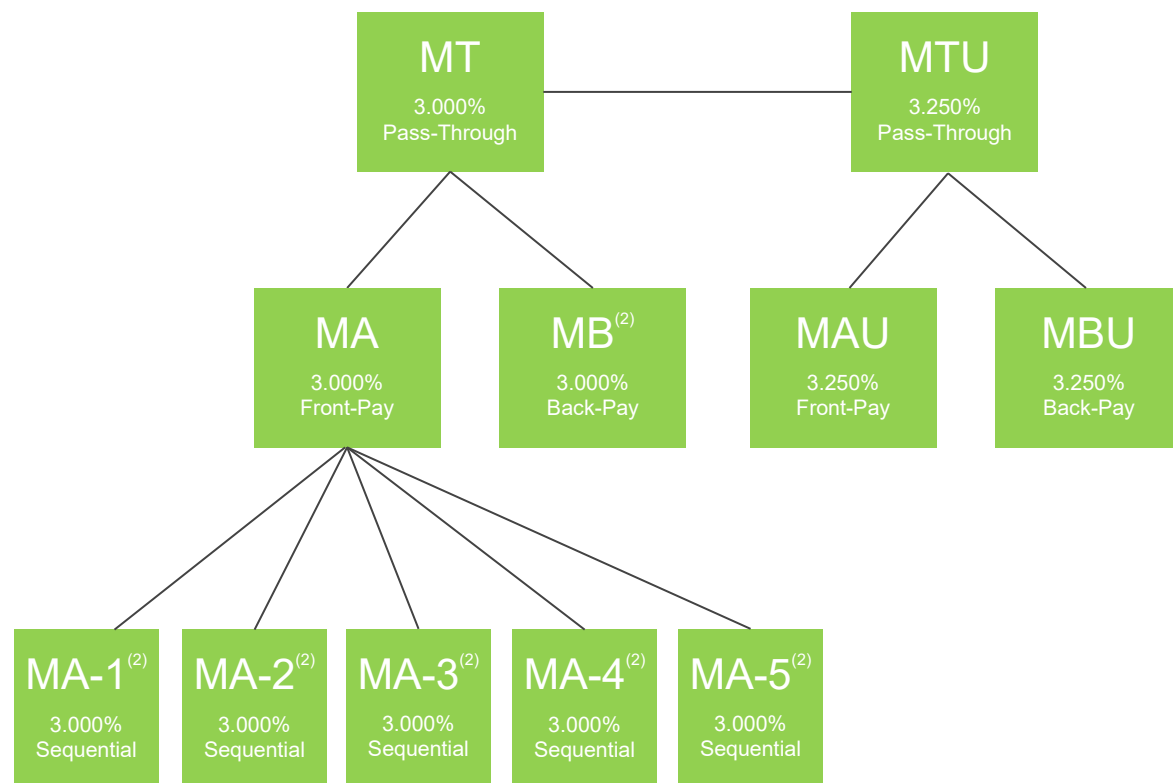 MT
3.000%
Pass-Through
MTU
3.250%
Pass-Through
MA
3.000%
Front-Pay
MB(2)
3.000%
Back-Pay
MAU
3.250%
Front-Pay
MBU
3.250%
Back-Pay
MA-1(2)
3.000%
Sequential
MA-2(2)
3.000%
Sequential
MA-3(2)
3.000%
Sequential
MA-4(2)
3.000%
Sequential
MA-5(2)
3.000%
Sequential